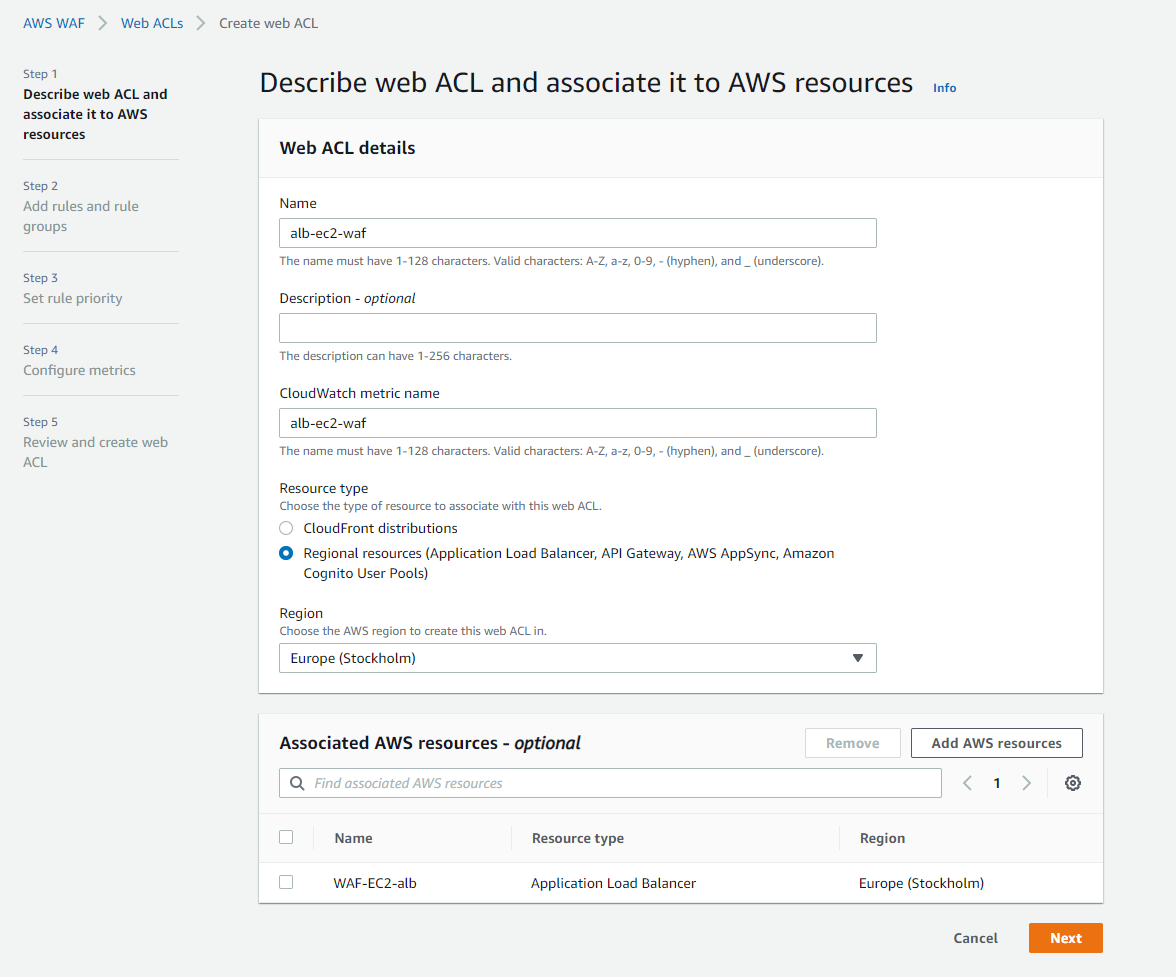 AWS WAF > Web ACLs > Create web ACL
Step 1
Describe web ACL and
associate it to AWS
resources
Step 2
Add rules and rule
groups
Step 3
Set rule priority
Step 4
Configure metrics
Step 5
Review and create web
ACL
Describe web ACL and associate it to AWS resources Info
Web ACL details
Name
alb-ec2-waf
The name must have 1-128 characters. Valid characters: A-Z, a-z, 0-9, - (hyphen), and _ (underscore).
Description - optional
The description can have 1-256 characters.
CloudWatch metric name
alb-ec2-waf
The name must have 1-128 characters. Valid characters: A-Z, a-z, 0-9, - (hyphen), and _ (underscore).
Resource type
Choose the type of resource to associate with this web ACL.
CloudFront distributions
Regional resources (Application Load Balancer, API Gateway, AWS AppSync, Amazon
Cognito User Pools)
Region
Choose the AWS region to create this web ACL in.
Europe (Stockholm)
Associated AWS resources - optional Remove Add AWS resources
Find associated AWS resources 1
Name Resource type Region
WAF-EC2-alb Application Load Balancer Europe (Stockholm)
Cancel Next